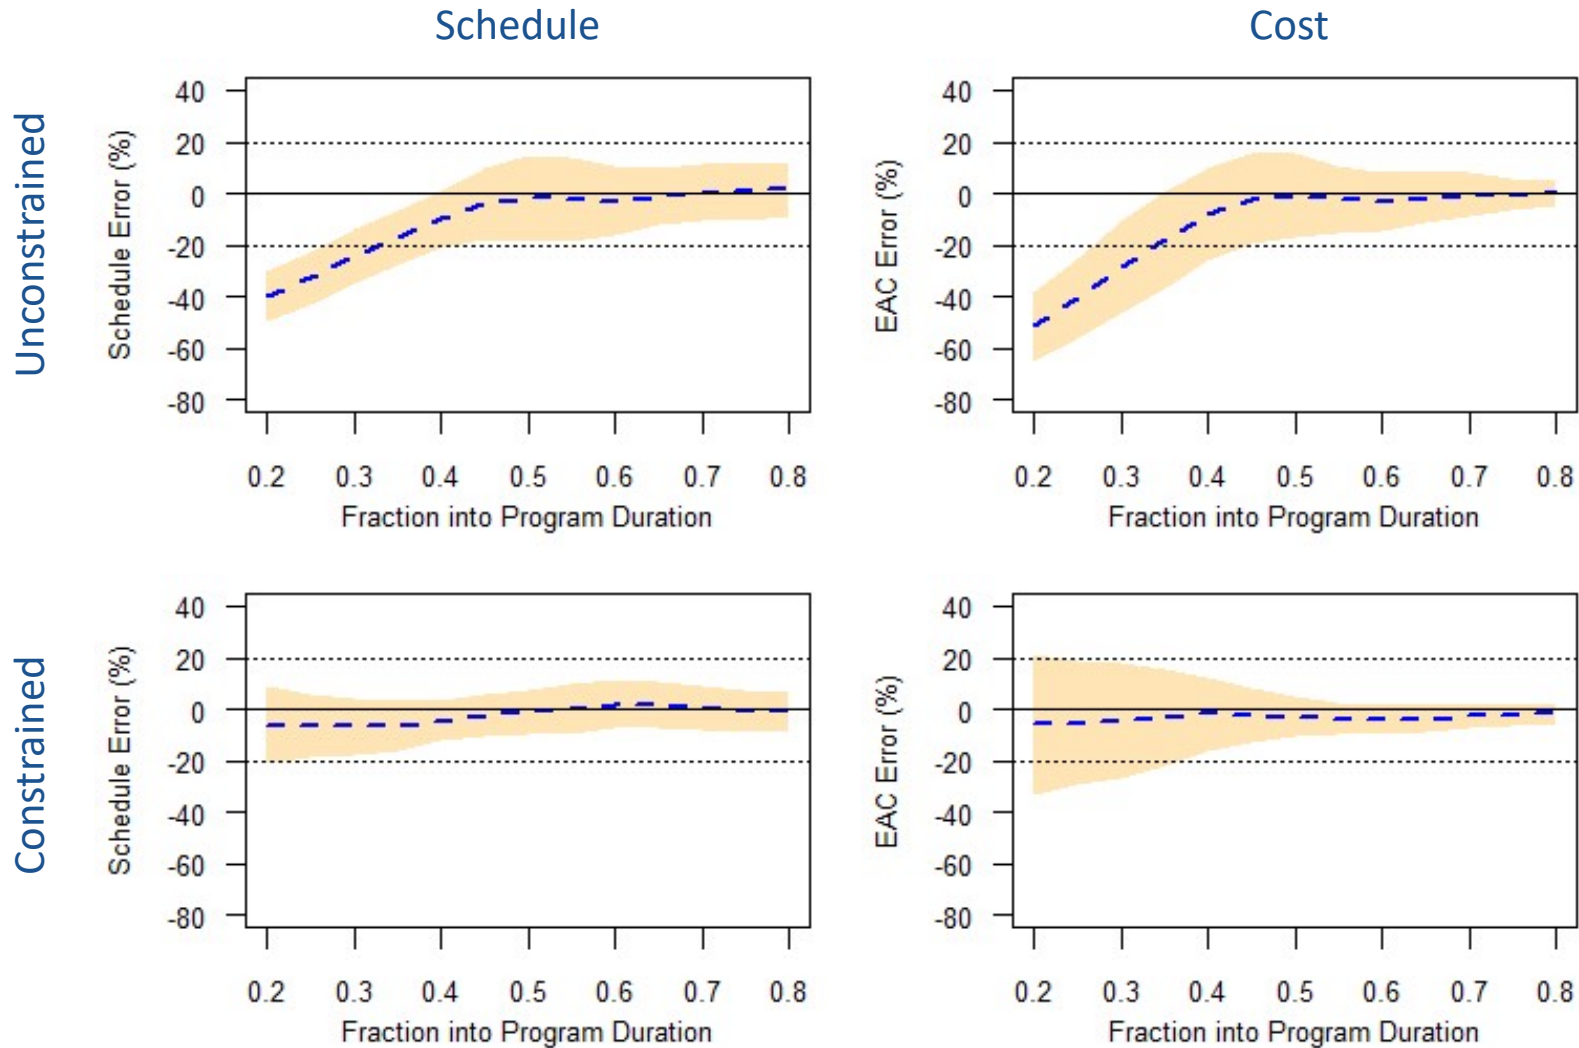 Schedule
Cost
Unconstrained
Schedule Error (%)
40
20
0
-20
-40
-60
-80
0.2 0.3 0.4 0.5 0.6 0.7 0.8
Fraction into Program Duration
EAC Error (%)
40
20
0
-20
-40
-60
-80
0.2 0.3 0.4 0.5 0.6 0.7 0.8
Fraction into Program Duration
Constrained
Schedule Error (%)
40
20
0
-20
-40
-60
-80
0.2 0.3 0.4 0.5 0.6 0.7 0.8
Fraction into Program Duration
EAC Error (%)
40
20
0
-20
-40
-60
-80
0.2 0.3 0.4 0.5 0.6 0.7 0.8
Fraction into Program Duration